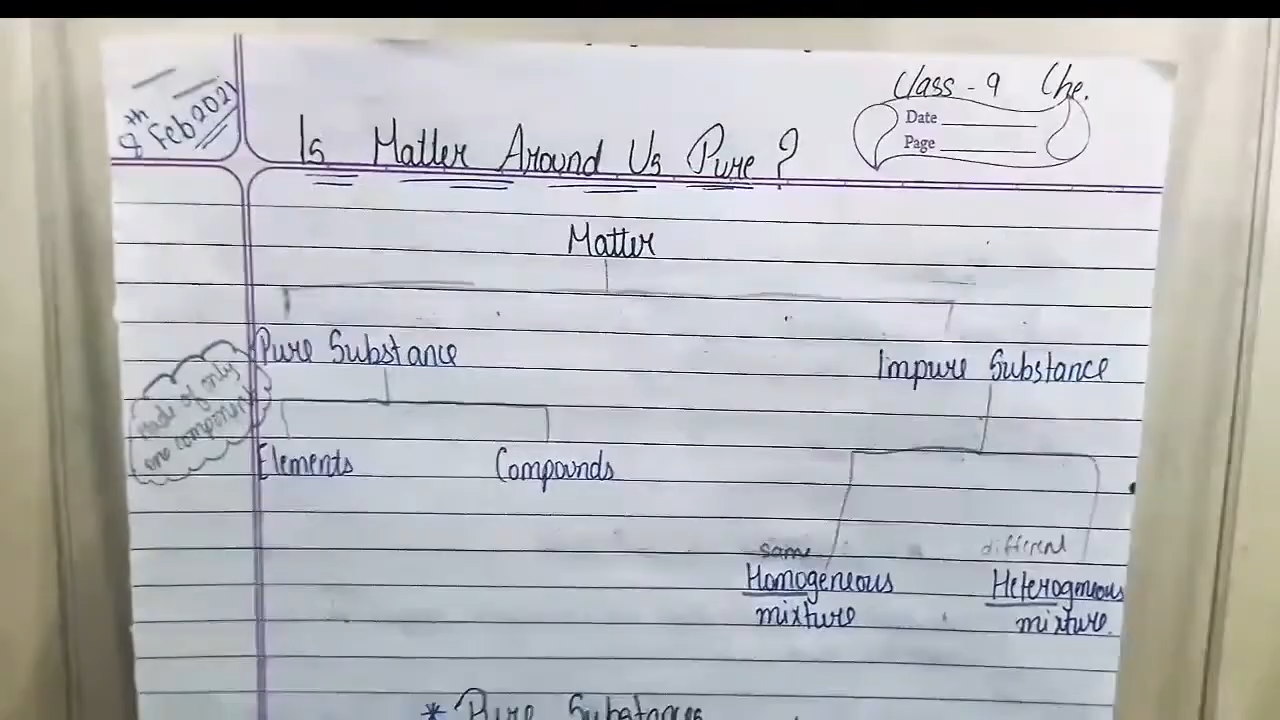 8th Feb 2021
Class - 9 Che.
Date
Page
Is Matter Around Us Pure ?
Matter
Pure Substance
Impure Substance
Made of only
one component
Elements
Compounds
same
different
Homogeneous
mixture
Heterogneous
mixture.
* Pure Substances